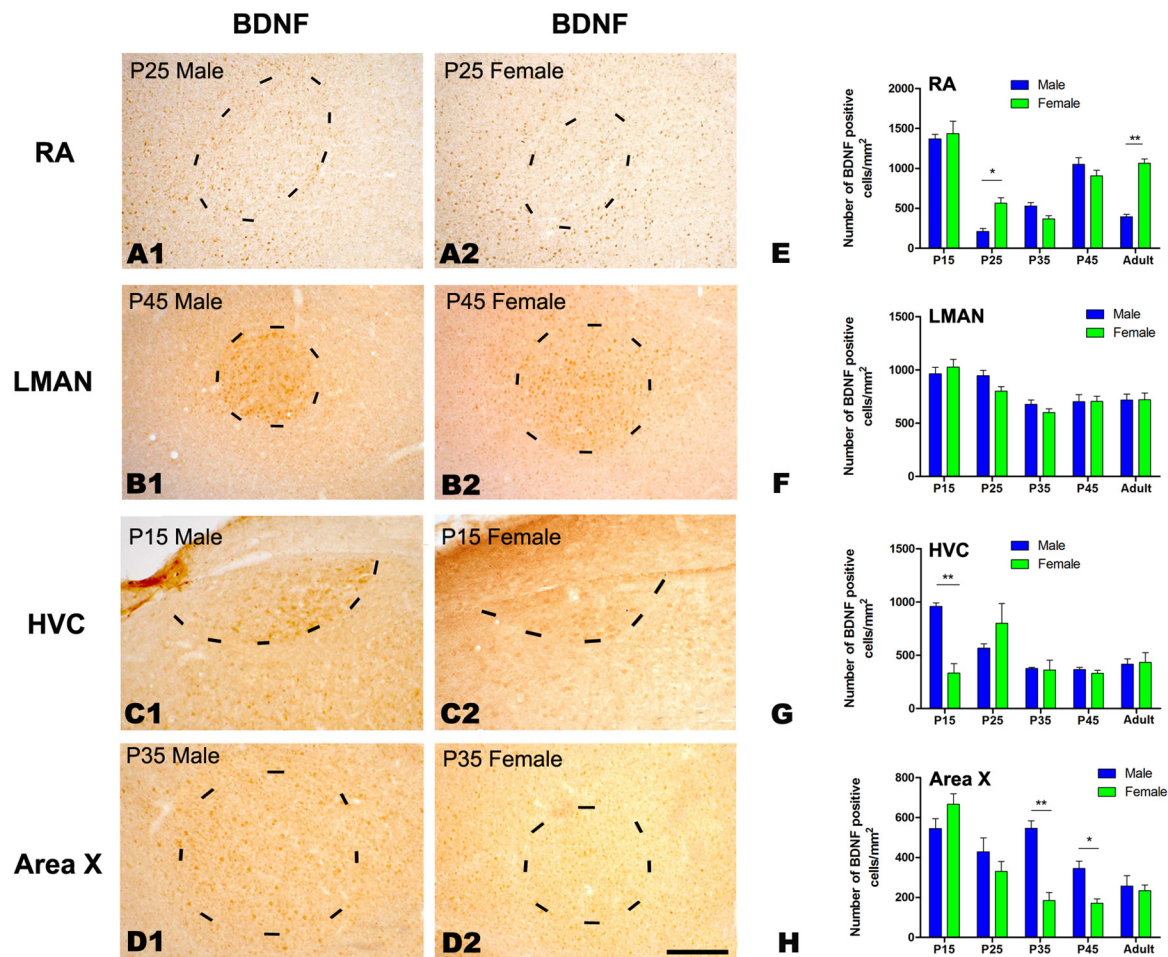 BDNF
BDNF
RA
P25 Male
A1
P25 Female
A2
LMAN
P45 Male
B1
P45 Female
B2
HVC
P15 Male
C1
P15 Female
C2
Area X
P35 Male
D1
P35 Female
D2
E
RA
Male
Female
Number of BDNF positive
cells/mm2
2000
1500
1000
500
0
*
**
P15 P25 P35 P45 Adult
F
LMAN
Male
Female
Number of BDNF positive
cells/mm2
1500
1000
500
0
P15 P25 P35 P45 Adult
G
HVC
Male
Female
Number of BDNF positive
cells/mm2
1500
1000
500
0
**
P15 P25 P35 P45 Adult
H
Area X
Male
Female
Number of BDNF positive
cells/mm2
800
600
400
200
0
**
*
P15 P25 P35 P45 Adult